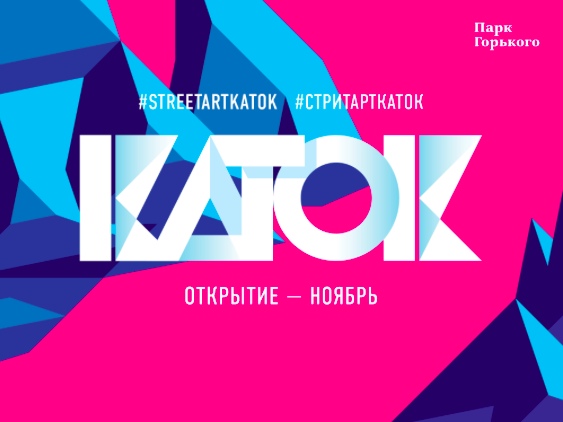 Парк
Горького
#STREETARTKATOK #СТРИТАРТКАТОК
КАТОК
ОТКРЫТИЕ — НОЯБРЬ